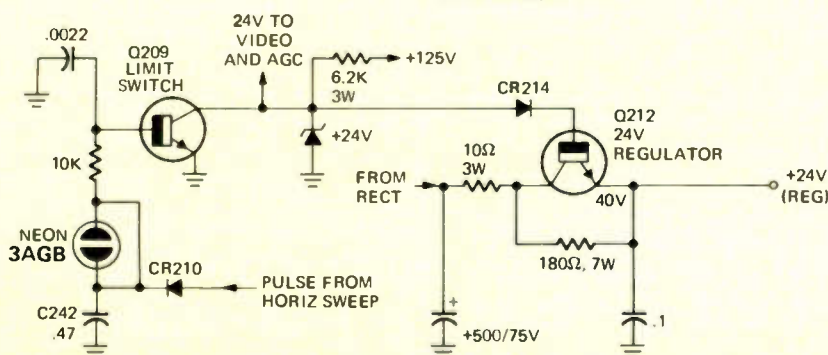 .0022
Q209
LIMIT
SWITCH
24V TO
VIDEO
AND AGC
6.2K
3W
+125V
CR214
Q212
24V
REGULATOR
10K
+24V
FROM
RECT
10Ω
3W
40V
+24V
(REG)
NEON
3AGB
CR210
PULSE FROM
HORIZ SWEEP
180Ω, 7W
C242
.47
+
+500/75V
.1